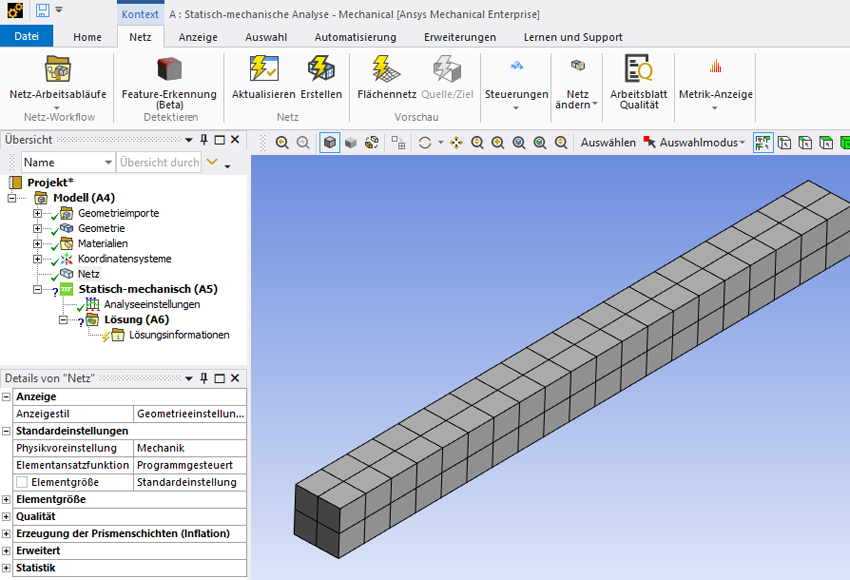 Kontext A : Statisch-mechanische Analyse - Mechanical [Ansys Mechanical Enterprise]
Datei Home Netz Anzeige Auswahl Automatisierung Erweiterungen Lernen und Support
Netz-Arbeitsabläufe Feature-Erkennung (Beta) Aktualisieren Erstellen Flächennetz Quelle/Ziel Steuerungen Netz ändern Arbeitsblatt Qualität Metrik-Anzeige
Netz-Workflow Detektieren Netz Vorschau
Übersicht
Auswählen Auswahlmodus
Name Übersicht durch
Projekt*
Modell (A4)
Geometrieimporte
Geometrie
Materialien
Koordinatensysteme
Netz
Statisch-mechanisch (A5)
Analyseeinstellungen
Lösung (A6)
Lösungsinformationen
Details von "Netz"
Anzeige
Anzeigestil Geometrieeinstellun...
Standardeinstellungen
Physikvoreinstellung Mechanik
Elementansatzfunktion Programmgesteuert
Elementgröße Standardeinstellung
Elementgröße
Qualität
Erzeugung der Prismenschichten (Inflation)
Erweitert
Statistik